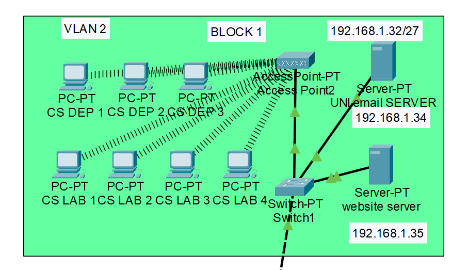 VLAN 2
BLOCK 1
192.168.1.32/27
PC-PT
CS DEP 1
PC-PT
CS DEP 2
PC-PT
CS DEP 3
AccessPoint-PT
Access Point2
Server-PT
UNI email SERVER
192.168.1.34
PC-PT
CS LAB 1
PC-PT
CS LAB 2
PC-PT
CS LAB 3
PC-PT
CS LAB 4
Switch-PT
Switch1
Server-PT
website server
192.168.1.35